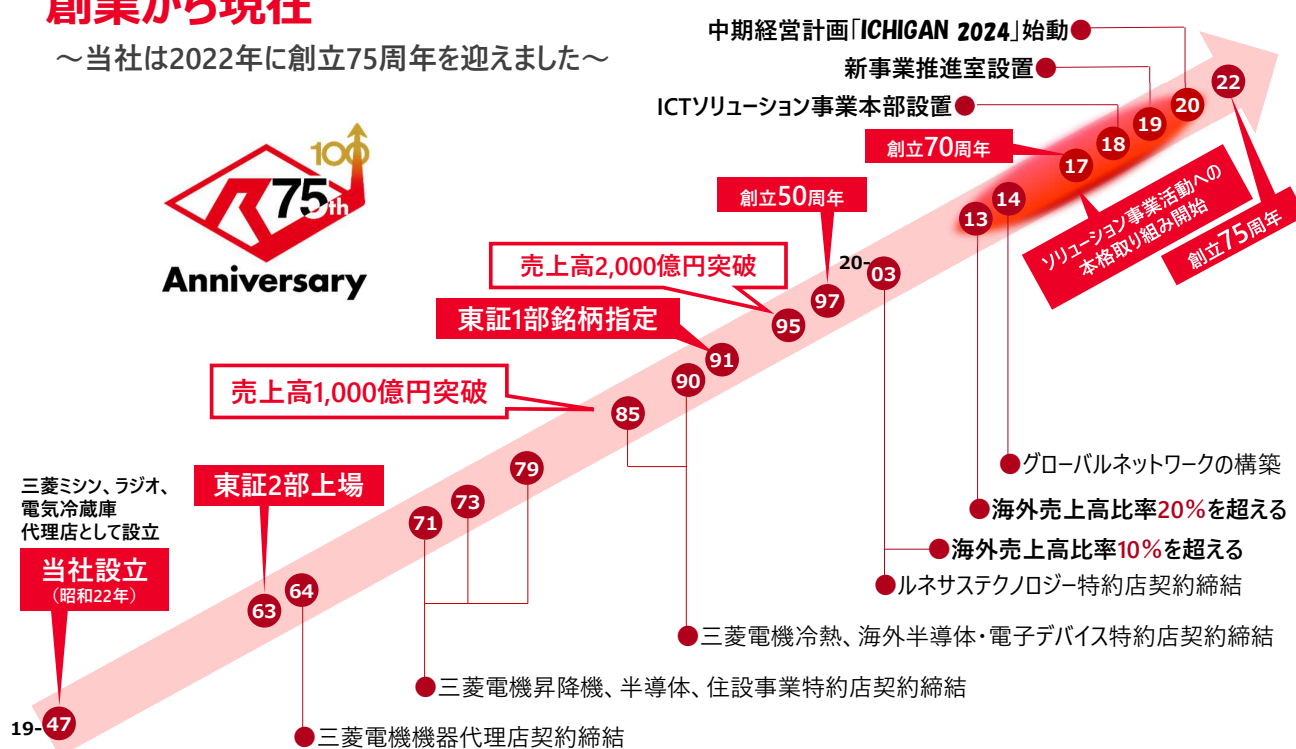 創業から現在
～当社は2022年に創立75周年を迎えました～
100
R75th
Anniversary
中期経営計画「ICHIGAN 2024」始動
新事業推進室設置
ICTソリューション事業本部設置
創立70周年
創立50周年
売上高2,000億円突破
東証1部銘柄指定
売上高1,000億円突破
東証2部上場
三菱ミシン、ラジオ、
電気冷蔵庫
代理店として設立
当社設立
（昭和22年）
19-47
63
64
71
73
79
85
90
91
95
97
20-03
13
14
17
18
19
20
22
ソリューション事業活動への
本格取り組み開始
創立75周年
グローバルネットワークの構築
海外売上高比率20%を超える
海外売上高比率10%を超える
ルネサステクノロジー特約店契約締結
三菱電機冷熱、海外半導体・電子デバイス特約店契約締結
三菱電機昇降機、半導体、住設事業特約店契約締結
三菱電機機器代理店契約締結